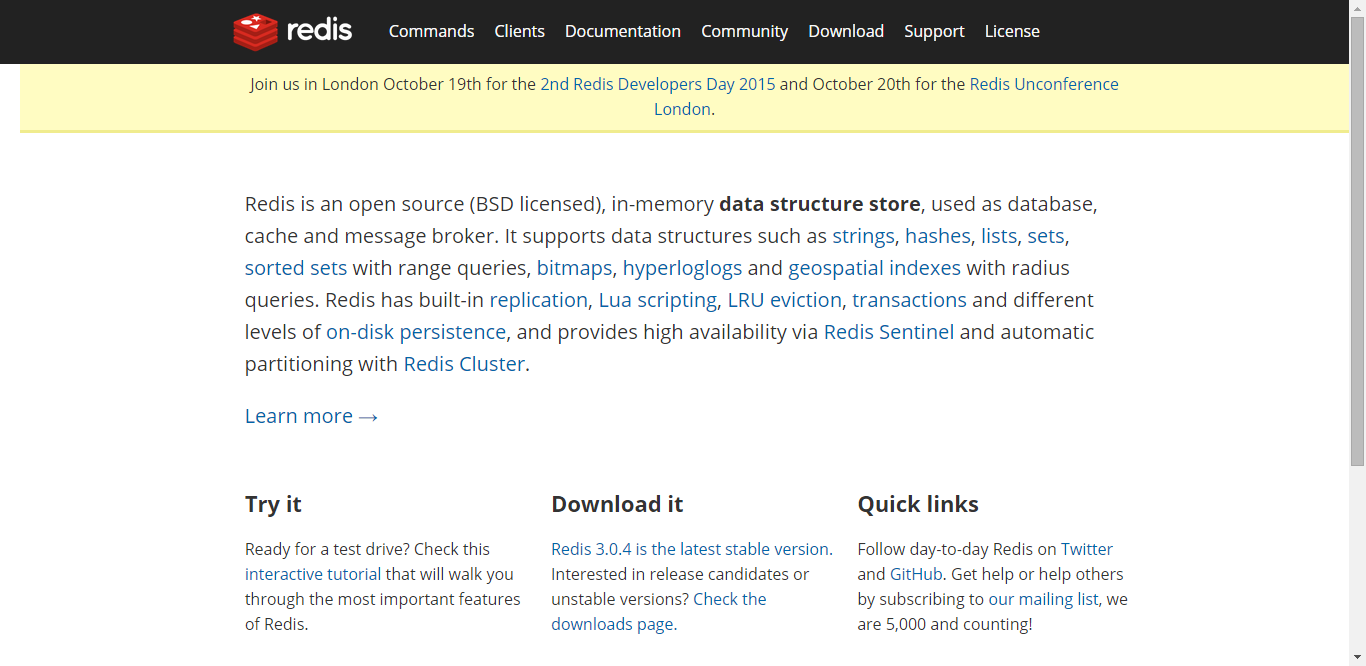 redis Commands Clients Documentation Community Download Support License
Join us in London October 19th for the 2nd Redis Developers Day 2015 and October 20th for the Redis Unconference
London.
Redis is an open source (BSD licensed), in-memory data structure store, used as database,
cache and message broker. It supports data structures such as strings, hashes, lists, sets,
sorted sets with range queries, bitmaps, hyperloglogs and geospatial indexes with radius
queries. Redis has built-in replication, Lua scripting, LRU eviction, transactions and different
levels of on-disk persistence, and provides high availability via Redis Sentinel and automatic
partitioning with Redis Cluster.
Learn more →
Try it
Ready for a test drive? Check this
interactive tutorial that will walk you
through the most important features
of Redis.
Download it
Redis 3.0.4 is the latest stable version.
Interested in release candidates or
unstable versions? Check the
downloads page.
Quick links
Follow day-to-day Redis on Twitter
and GitHub. Get help or help others
by subscribing to our mailing list, we
are 5,000 and counting!